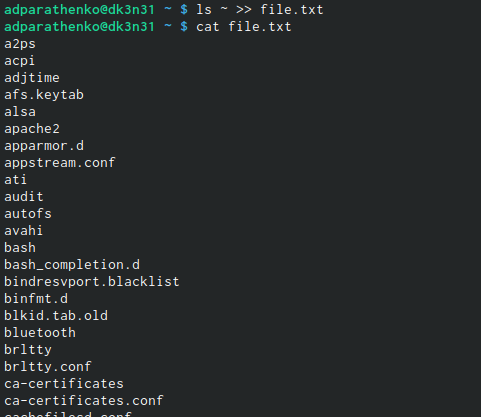 adparathenko@dk3n31 ~ $ ls ~ >> file.txt
adparathenko@dk3n31 ~ $ cat file.txt
a2ps
acpi
adjtime
afs.keytab
alsa
apache2
apparmor.d
appstream.conf
ati
audit
autofs
avahi
bash
bash_completion.d
bindresvport.blacklist
binfmt.d
blkid.tab.old
bluetooth
brltty
brltty.conf
ca-certificates
ca-certificates.conf
cachefilesd.conf